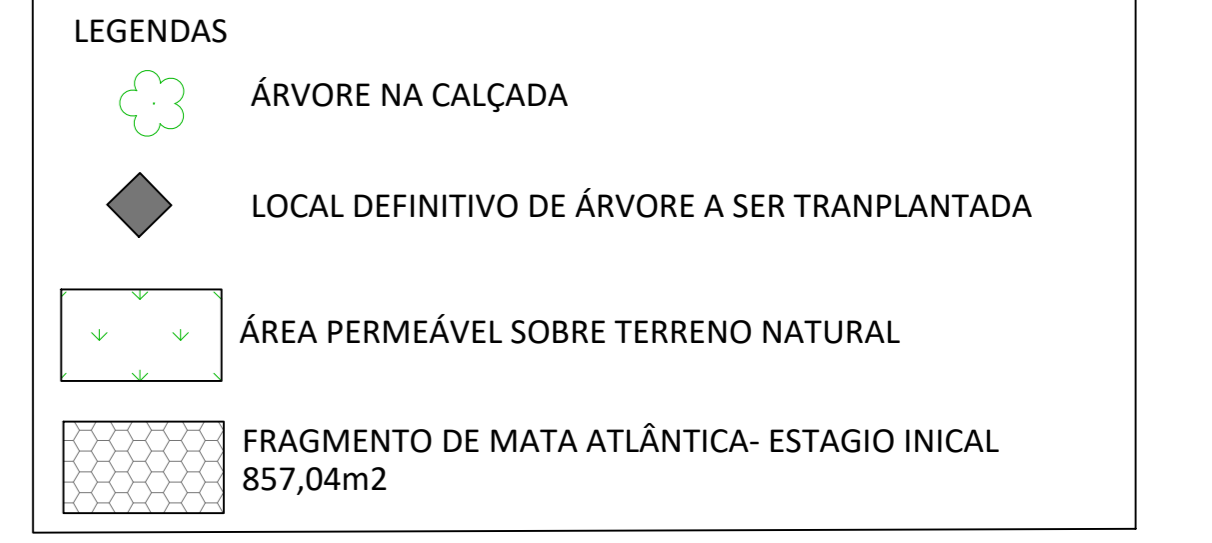 LEGENDAS
ÁRVORE NA CALÇADA
LOCAL DEFINITIVO DE ÁRVORE A SER TRANPLANTADA
ÁREA PERMEÁVEL SOBRE TERRENO NATURAL
FRAGMENTO DE MATA ATLÂNTICA- ESTAGIO INICAL
857,04m2